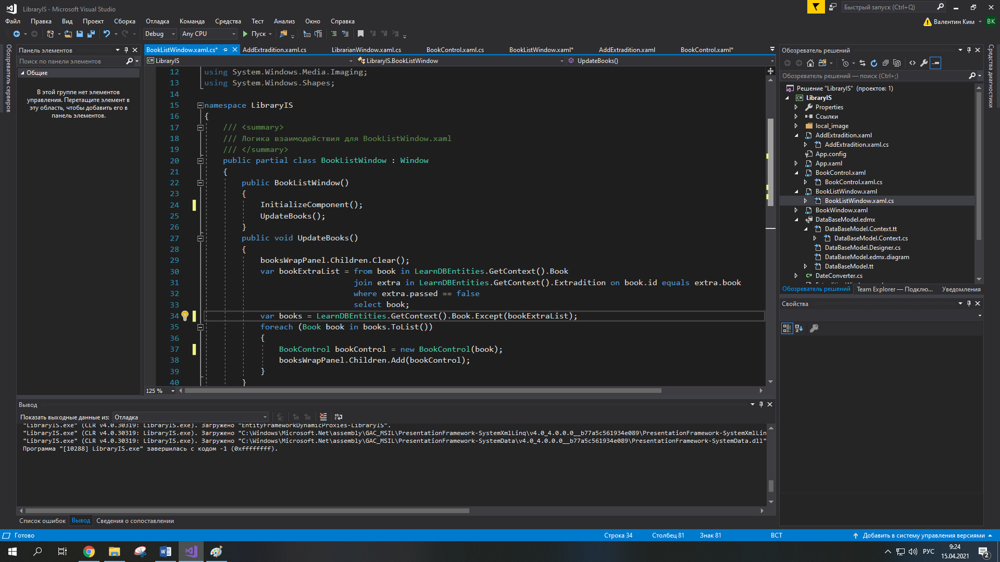 LibraryIS - Microsoft Visual Studio
Быстрый запуск (Ctrl+Q)
Файл Правка Вид Проект Сборка Отладка Команда Средства Тест Анализ Окно Справка
Валентин Ким ВК
Debug Any CPU Пуск
Обозреватель серверов
Панель элементов
Поиск по панели элементов
Общие
В этой группе нет элементов
управления. Перетащите элемент в
эту область, чтобы добавить его в
панель элементов.
BookListWindow.xaml.cs* AddExtradition.xaml.cs LibrarianWindow.xaml.cs BookControl.xaml.cs BookListWindow.xaml* AddExtradition.xaml BookControl.xaml*
LibraryIS LibraryIS.BookListWindow UpdateBooks()
12 using System.Windows.Media.Imaging;
13 using System.Windows.Shapes;
14
15 namespace LibraryIS
16 {
17 /// <summary>
18 /// Логика взаимодействия для BookListWindow.xaml
19 /// </summary>
20 public partial class BookListWindow : Window
21 {
22 public BookListWindow()
23 {
24 InitializeComponent();
25 UpdateBooks();
26 }
27 public void UpdateBooks()
28 {
29 booksWrapPanel.Children.Clear();
30 var bookExtraList = from book in LearnDBEntities.GetContext().Book
31 join extra in LearnDBEntities.GetContext().Extradition on book.id equals extra.book
32 where extra.passed == false
33 select book;
34 var books = LearnDBEntities.GetContext().Book.Except(bookExtraList);
35 foreach (Book book in books.ToList())
36 {
37 BookControl bookControl = new BookControl(book);
38 booksWrapPanel.Children.Add(bookControl);
39 }
40 }
125 %
Вывод
Показать выходные данные из: Отладка
"LibraryIS.exe" (CLR v4.0.30319: LibraryIS.exe). Загружено "EntityFrameworkDynamicProxies-LibraryIS".
"LibraryIS.exe" (CLR v4.0.30319: LibraryIS.exe). Загружено "C:\Windows\Microsoft.Net\assembly\GAC_MSIL\PresentationFramework-SystemXmlLinq\v4.0_4.0.0.0__b77a5c561934e089\PresentationFramework-SystemXmlLin
"LibraryIS.exe" (CLR v4.0.30319: LibraryIS.exe). Загружено "C:\Windows\Microsoft.Net\assembly\GAC_MSIL\PresentationFramework-SystemData\v4.0_4.0.0.0__b77a5c561934e089\PresentationFramework-SystemData.dll"
Программа "[10288] LibraryIS.exe" завершилась с кодом -1 (0xffffffff).
Список ошибок Вывод Сведения о сопоставлении
Обозреватель решений
Обозреватель решений — поиск (Ctrl+;)
Решение "LibraryIS" (проектов: 1)
LibraryIS
Properties
Ссылки
local_image
AddExtradition.xaml
AddExtradition.xaml.cs
App.config
App.xaml
BookControl.xaml
BookControl.xaml.cs
BookListWindow.xaml
BookListWindow.xaml.cs
BookWindow.xaml
DataBaseModel.edmx
DataBaseModel.Context.tt
DataBaseModel.Context.cs
DataBaseModel.Designer.cs
DataBaseModel.edmx.diagram
DataBaseModel.tt
DateConverter.cs
Обозреватель решений Team Explorer — Подклю... Уведомления
Свойства
Средства диагностики
Готово Строка 34 Столбец 81 Знак 81 ВСТ Добавить в систему управления версиями
РУС 9:24
15.04.2021
2